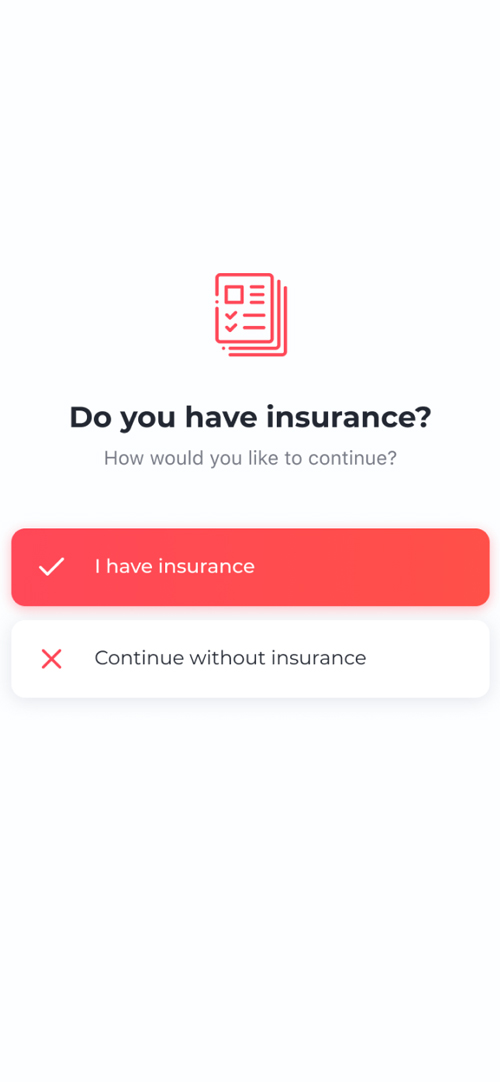 Do you have insurance?
How would you like to continue?
I have insurance
Continue without insurance